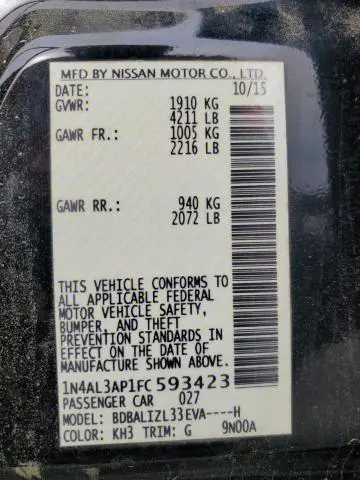 MFD BY NISSAN MOTOR CO., LTD.
DATE: 10/15
GVWR: 1910 KG
4211 LB
GAWR FR.: 1005 KG
2216 LB
GAWR RR.: 940 KG
2072 LB
THIS VEHICLE CONFORMS TO
ALL APPLICABLE FEDERAL
MOTOR VEHICLE SAFETY,
BUMPER, AND THEFT
PREVENTION STANDARDS IN
EFFECT ON THE DATE OF
MANUFACTURE SHOWN ABOVE.
1N4AL3AP1FC593423
PASSENGER CAR 027
MODEL: BDBALIZL33EVA----H
COLOR: KH3 TRIM: G 9N00A